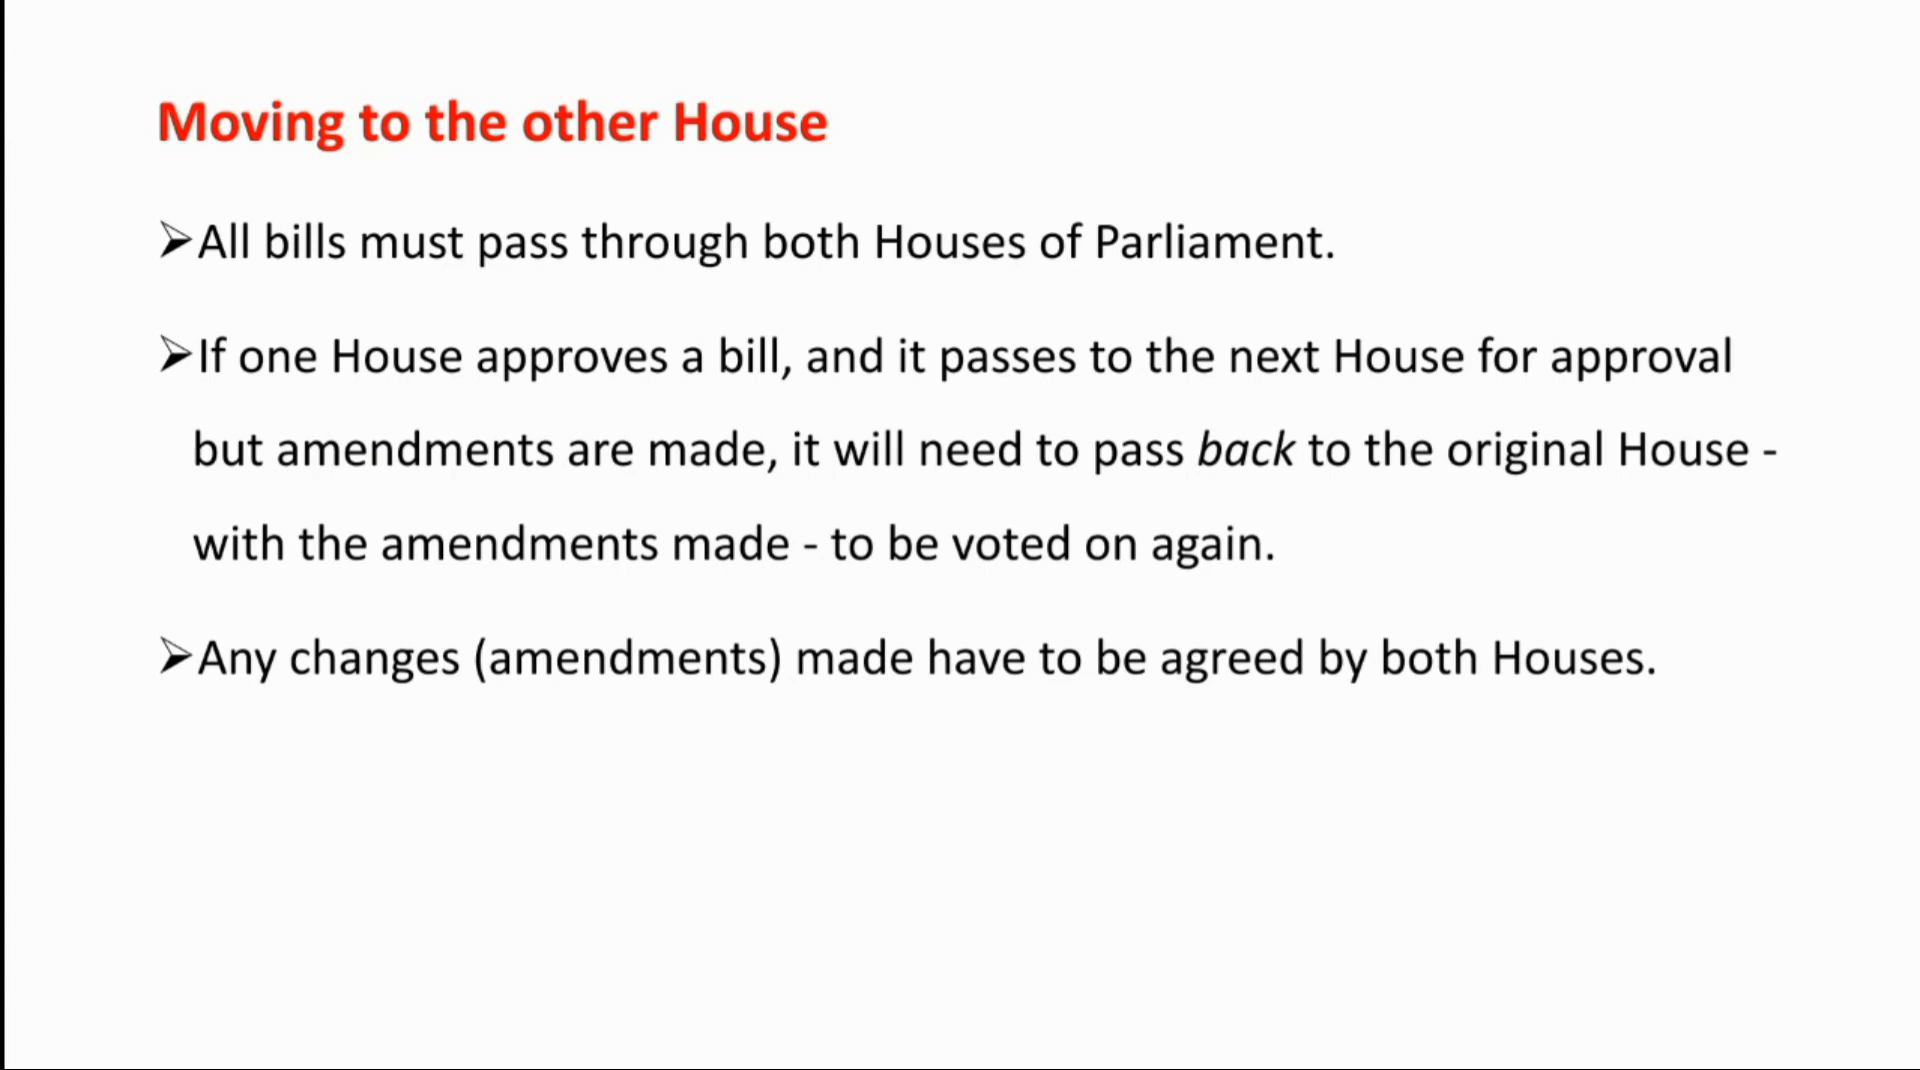 Moving to the other House
➢All bills must pass through both Houses of Parliament.
➢If one House approves a bill, and it passes to the next House for approval
but amendments are made, it will need to pass back to the original House -
with the amendments made - to be voted on again.
➢Any changes (amendments) made have to be agreed by both Houses.